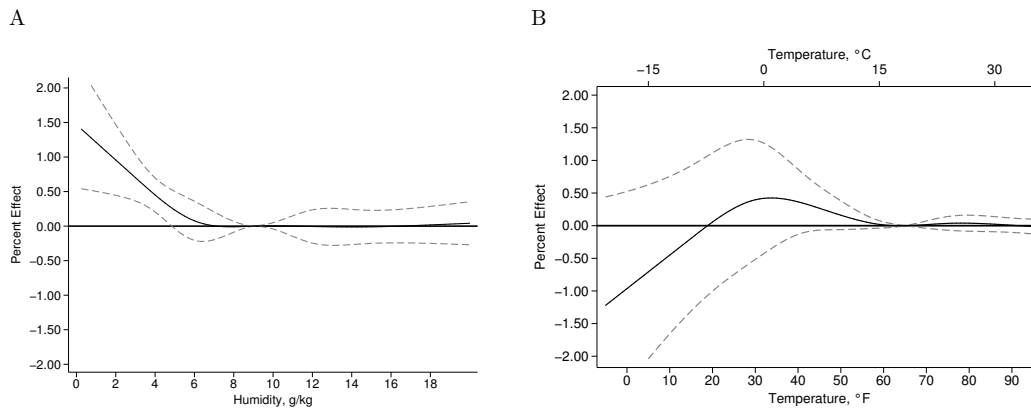 A
2.00
1.50
1.00
0.50
0.00
−0.50
−1.00
−1.50
−2.00
Percent Effect
0 2 4 6 8 10 12 14 16 18
Humidity, g/kg
B
Temperature, °C
−15 0 15 30
2.00
1.50
1.00
0.50
0.00
−0.50
−1.00
−1.50
−2.00
Percent Effect
0 10 20 30 40 50 60 70 80 90
Temperature, °F